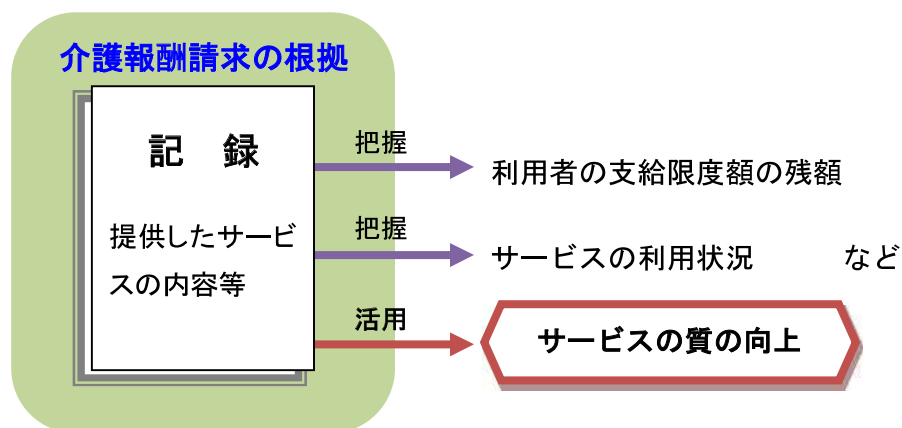 介護報酬請求の根拠
記　録
提供したサービ
スの内容等
把握
利用者の支給限度額の残額
把握
サービスの利用状況　　　など
活用
サービスの質の向上